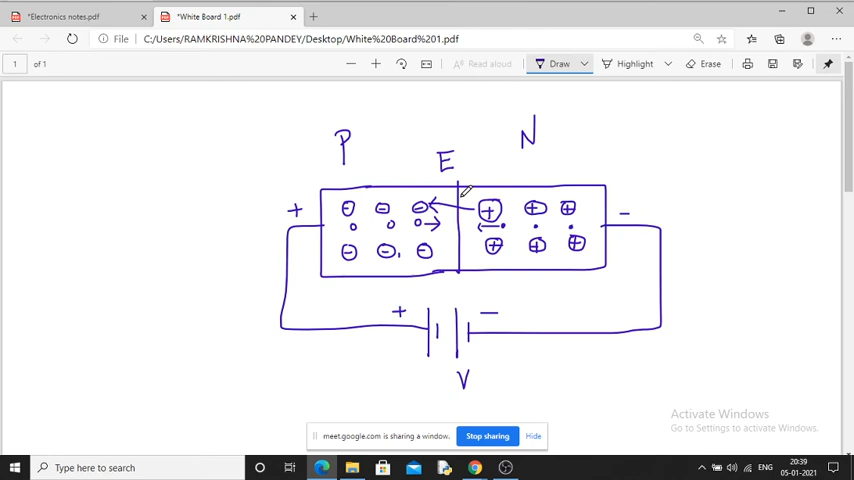 *Electronics notes.pdf
*White Board 1.pdf
File C:/Users/RAMKRISHNA%20PANDEY/Desktop/White%20Board%201.pdf
1 of 1
Read aloud Draw Highlight Erase
P N
E
+ - - - + + + -
- - - + + +
+ -
V
Activate Windows
Go to Settings to activate Windows.
meet.google.com is sharing a window. Stop sharing Hide
Type here to search
ENG
20:39
05-01-2021